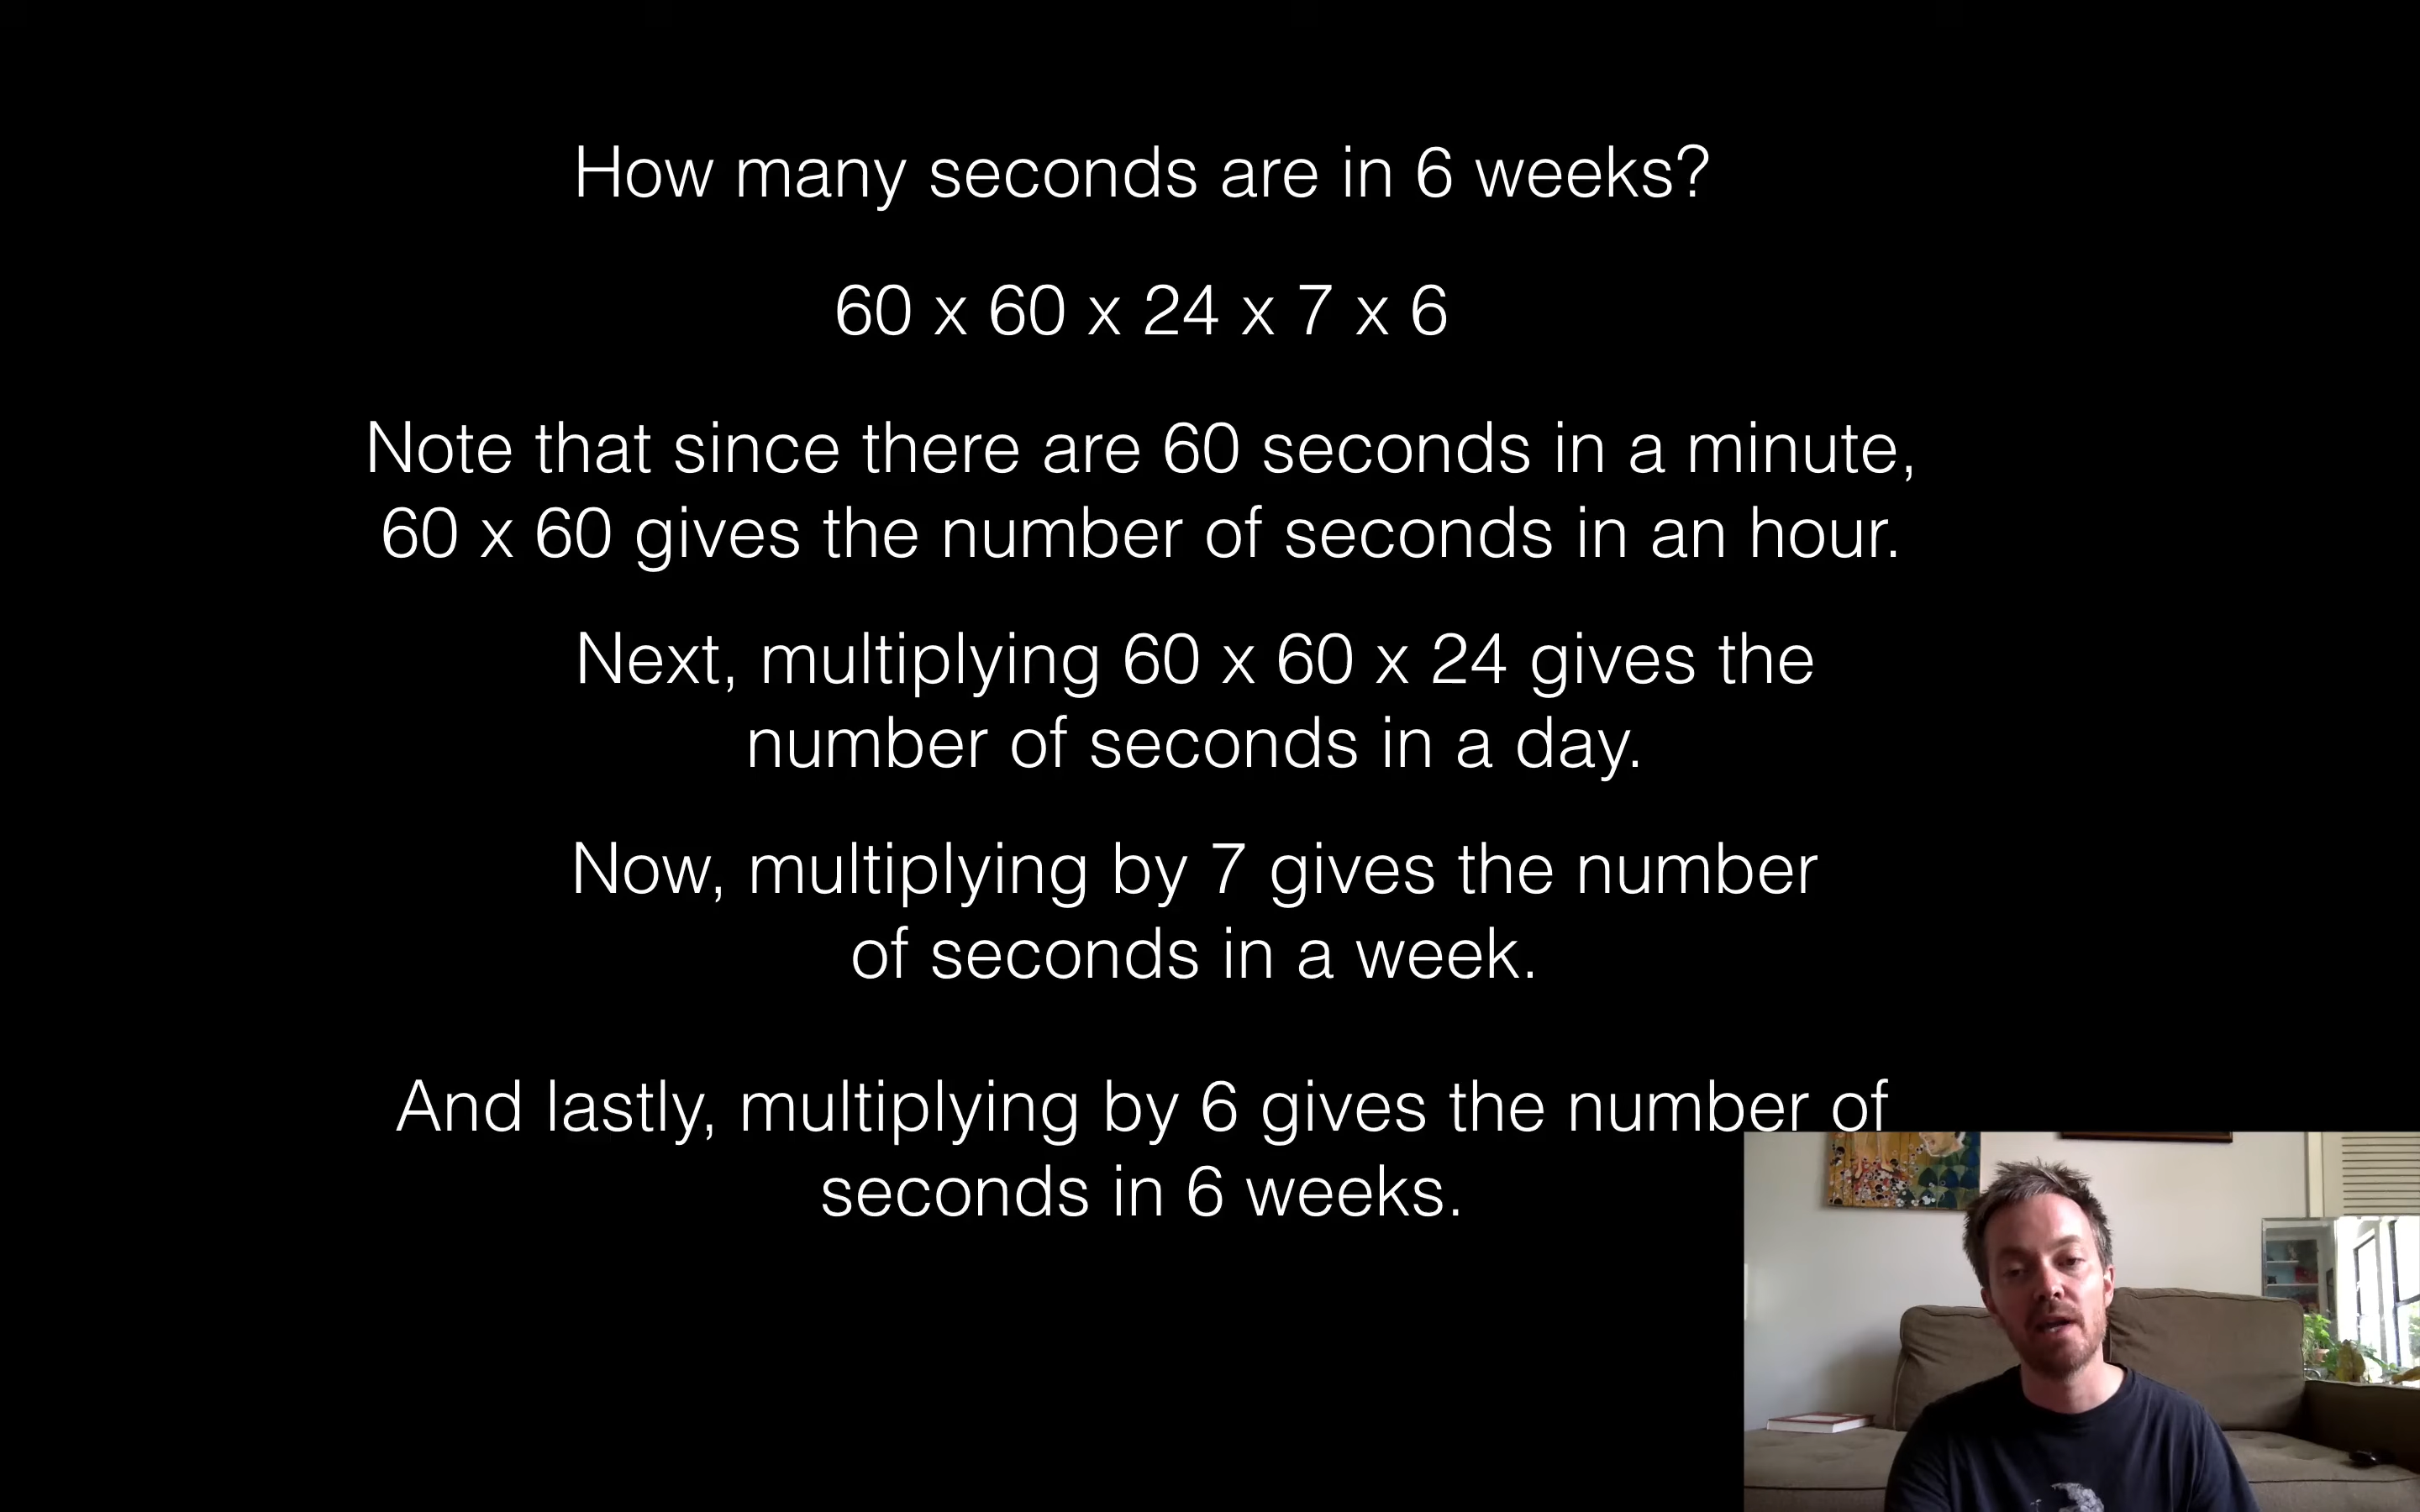 How many seconds are in 6 weeks?
60 x 60 x 24 x 7 x 6
Note that since there are 60 seconds in a minute,
60 x 60 gives the number of seconds in an hour.
Next, multiplying 60 x 60 x 24 gives the
number of seconds in a day.
Now, multiplying by 7 gives the number
of seconds in a week.
And lastly, multiplying by 6 gives the number of
seconds in 6 weeks.